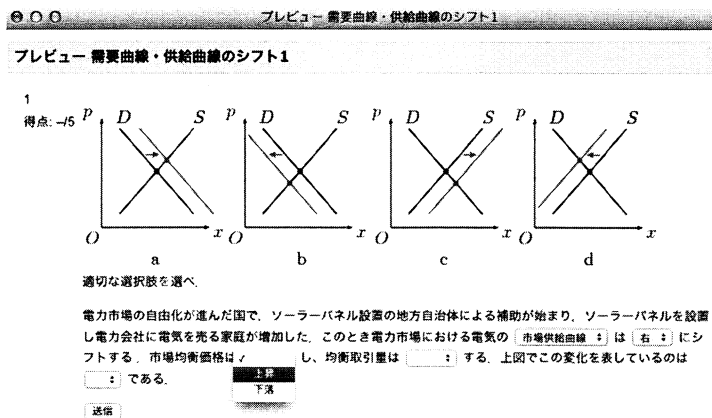 プレビュー 需要曲線・供給曲線のシフト1
プレビュー 需要曲線・供給曲線のシフト1
1
得点: –/5
p D S
p D S
p D S
p D S
O x
O x
O x
O x
a b c d
適切な選択肢を選べ.
電力市場の自由化が進んだ国で、ソーラーパネル設置の地方自治体による補助が始まり、ソーラーパネルを設置
し電力会社に電気を売る家庭が増加した. このとき電力市場における電気の 市場供給曲線 は 右 にシ
フトする. 市場均衡価格は ✓ し、均衡取引量は する. 上図でこの変化を表しているのは
上昇
下落
である.
送信